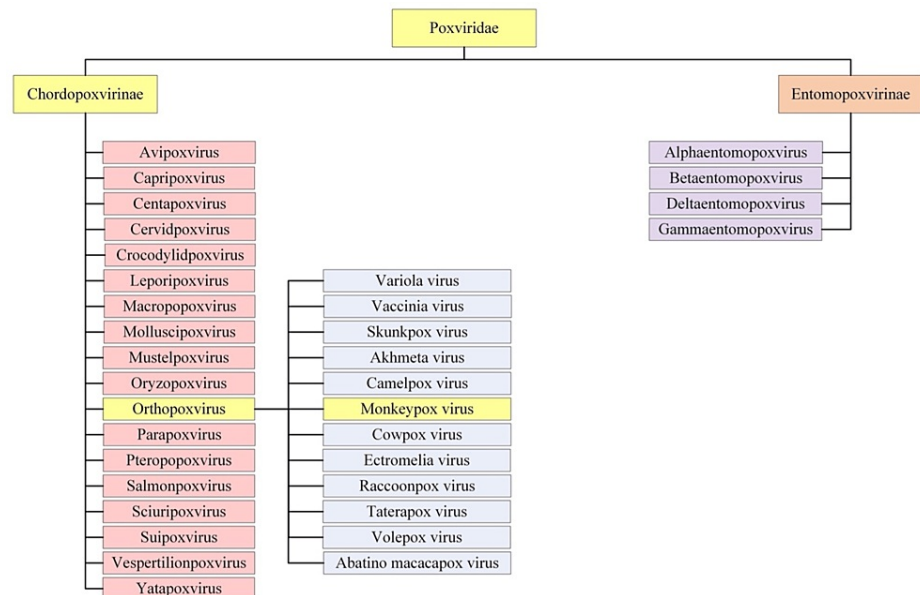 Poxviridae
Chordopoxvirinae
Entomopoxvirinae
Avipoxvirus
Capripoxvirus
Centapoxvirus
Cervidpoxvirus
Crocodylidpoxvirus
Leporipoxvirus
Macropopoxvirus
Molluscipoxvirus
Mustelpoxvirus
Oryzopoxvirus
Orthopoxvirus
Parapoxvirus
Pteropopoxvirus
Salmonpoxvirus
Sciuripoxvirus
Suipoxvirus
Vespertilionpoxvirus
Yatapoxvirus
Variola virus
Vaccinia virus
Skunkpox virus
Akhmeta virus
Camelpox virus
Monkeypox virus
Cowpox virus
Ectromelia virus
Raccoonpox virus
Taterapox virus
Volepox virus
Abatino macacapox virus
Alphaentomopoxvirus
Betaentomopoxvirus
Deltaentomopoxvirus
Gammaentomopoxvirus